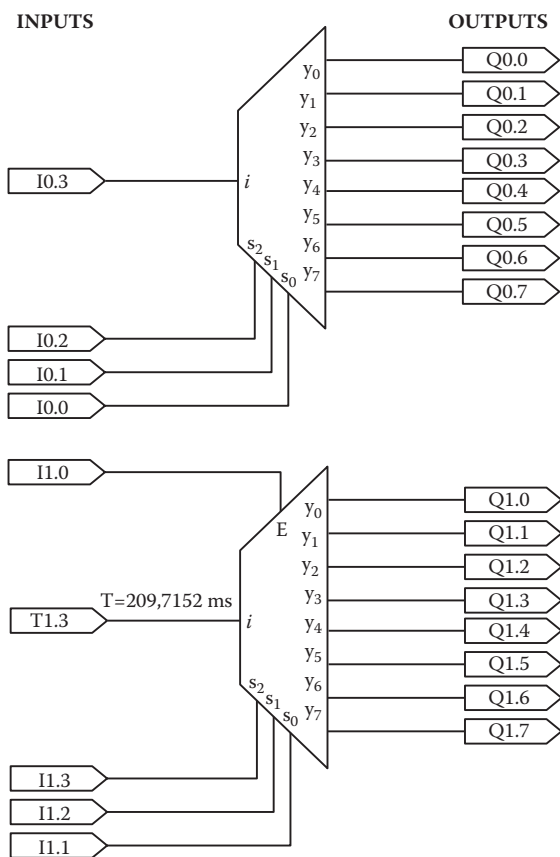 INPUTS OUTPUTS
y0 Q0.0
y1 Q0.1
y2 Q0.2
y3 Q0.3
I0.3 i y4 Q0.4
y5 Q0.5
s2 y6 Q0.6
s1
s0 y7 Q0.7
I0.2
I0.1
I0.0
I1.0
y0 Q1.0
E y1 Q1.1
y2 Q1.2
y3 Q1.3
T=209,7152 ms
T1.3 i y4 Q1.4
y5 Q1.5
s2 y6 Q1.6
s1
s0 y7 Q1.7
I1.3
I1.2
I1.1